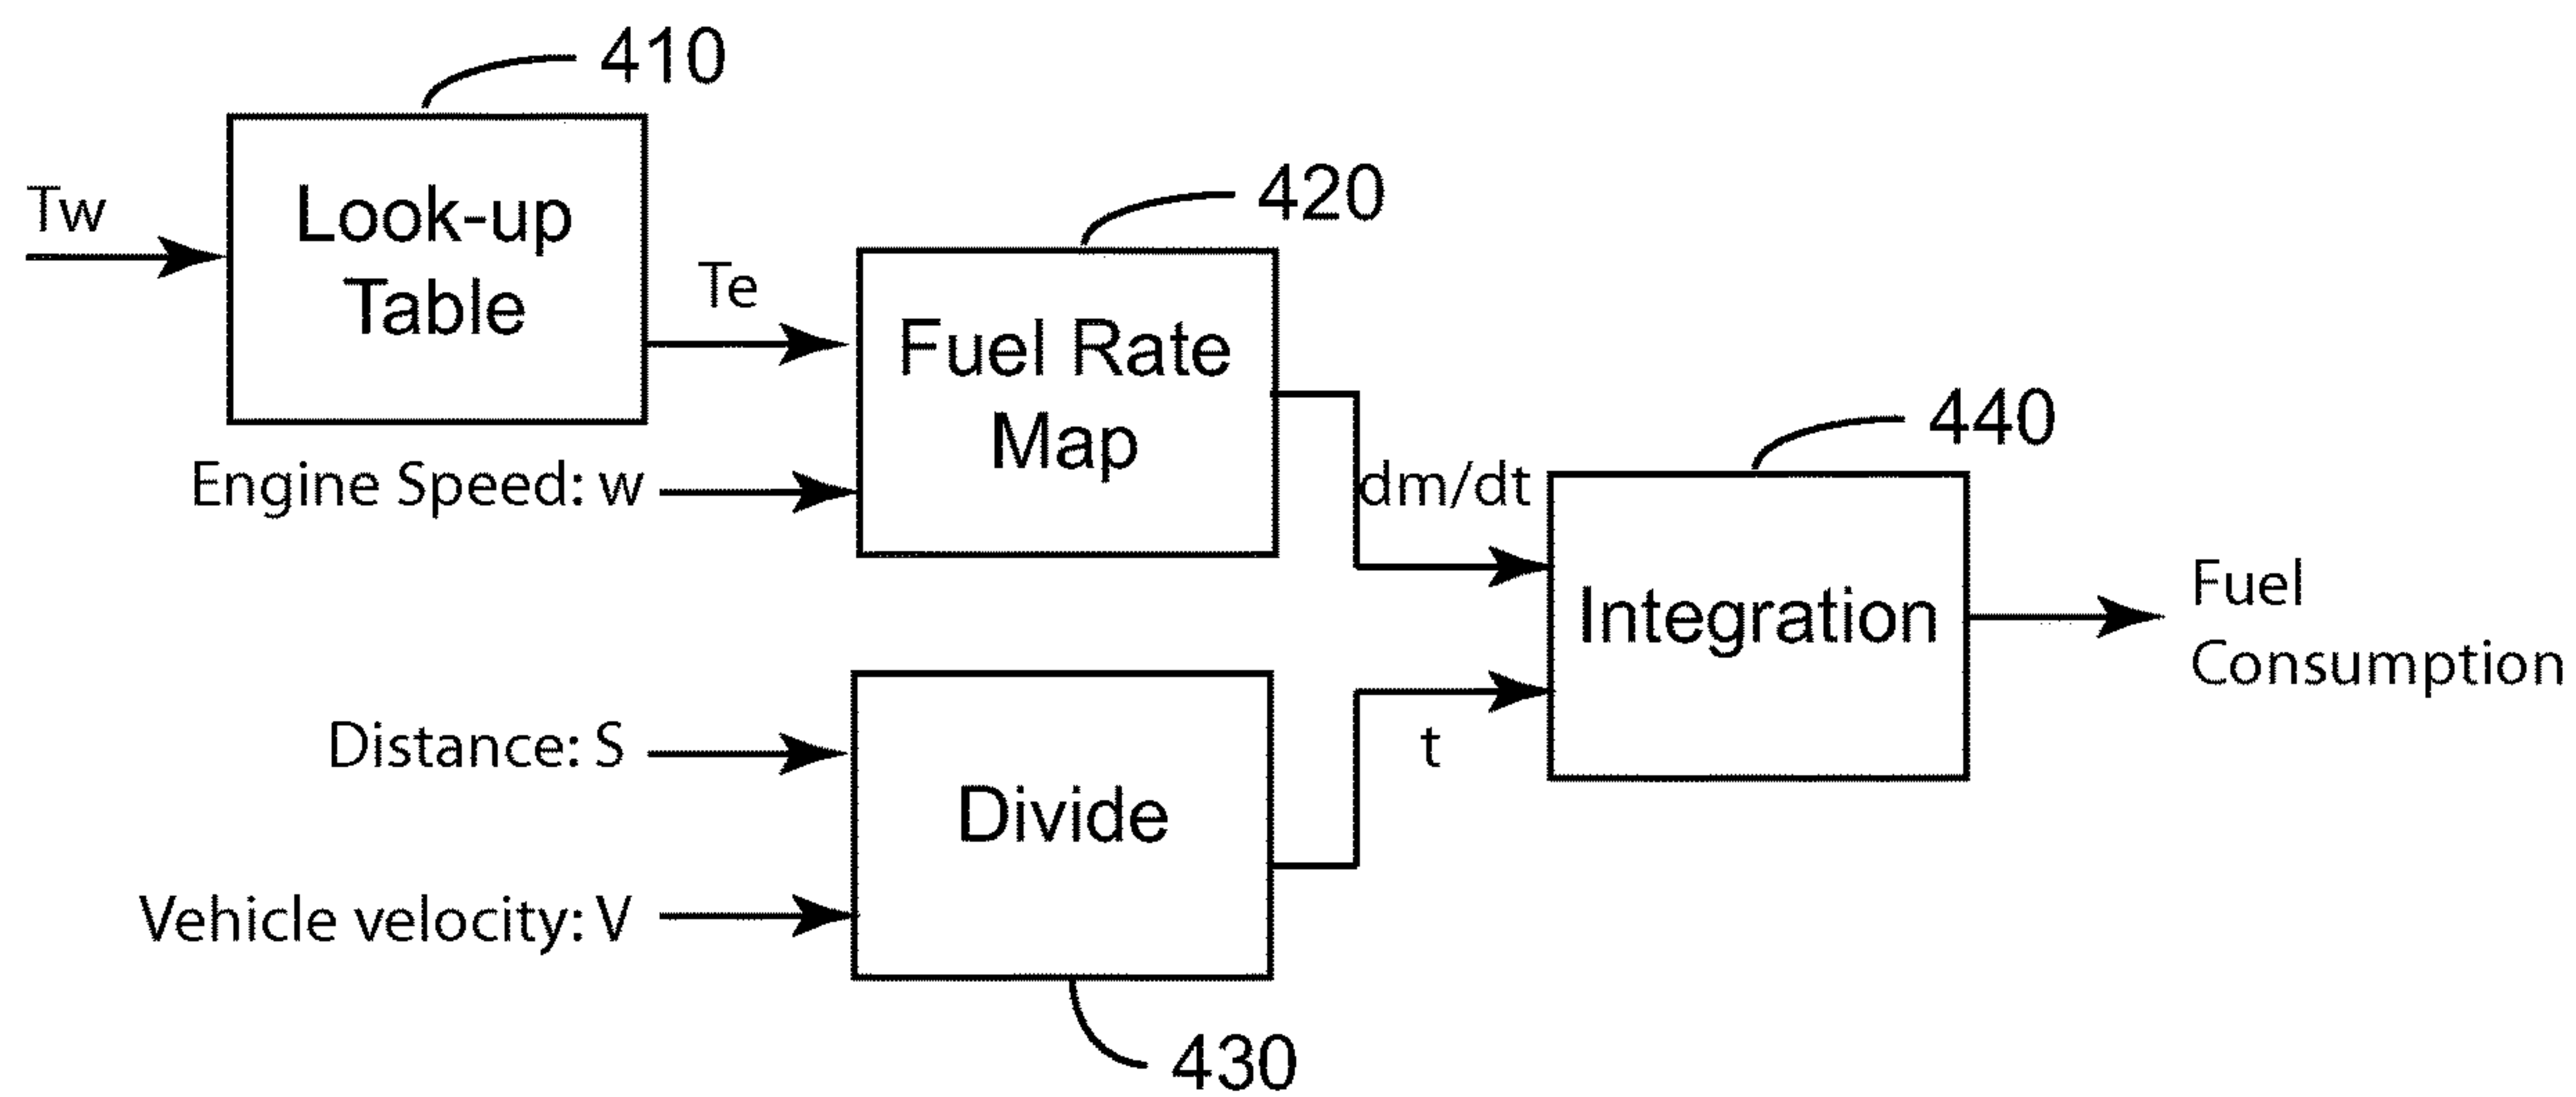 410
Tw
Look-up
Table
420
Te
Fuel Rate
Map
Engine Speed: w
440
dm/dt
Integration
Fuel
Consumption
Distance: S
t
Divide
Vehicle velocity: V
430